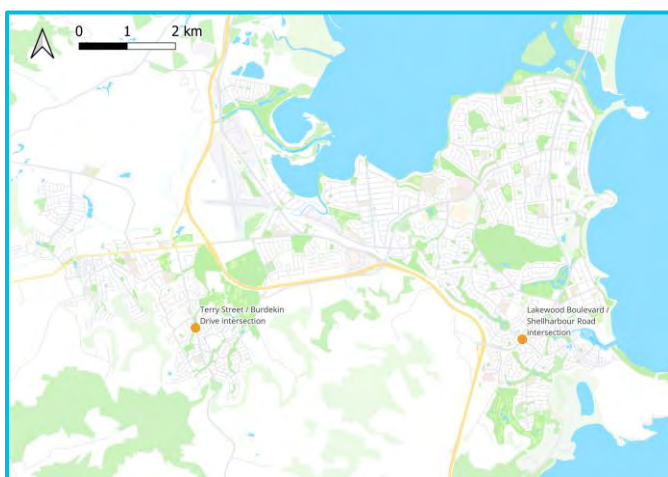 0 1 2 km
Terry Street / Burdekin
Drive intersection
Lakewood Boulevard /
Shellharbour Road
intersection